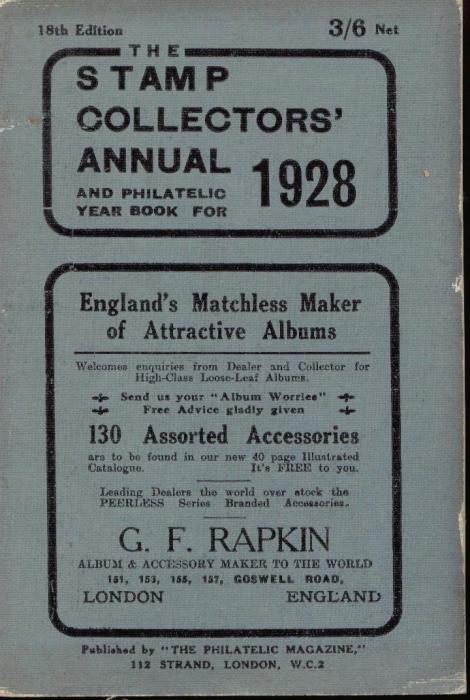 18th Edition 3/6 Net
THE
STAMP
COLLECTORS'
ANNUAL
AND PHILATELIC
YEAR BOOK FOR 1928
England's Matchless Maker
of Attractive Albums
Welcomes enquiries from Dealer and Collector for
High-Class Loose-Leaf Albums.
Send us your "Album Worries"
Free Advice gladly given
130 Assorted Accessories
are to be found in our new 40 page Illustrated
Catalogue. It's FREE to you.
Leading Dealers the world over stock the
PEERLESS Series Branded Accessories.
G. F. RAPKIN
ALBUM & ACCESSORY MAKER TO THE WORLD
151, 153, 155, 157, GOSWELL ROAD,
LONDON ENGLAND
Published by "THE PHILATELIC MAGAZINE,"
112 STRAND, LONDON, W.C.2